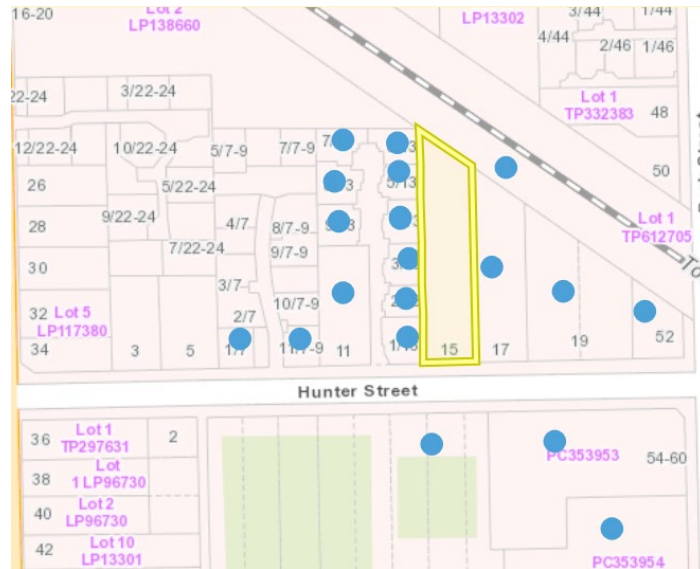 16-20
Lot 2
LP138660
LP13302
3/44
1/44
4/44
2/46
1/46
22-24
3/22-24
Lot 1
TP332383
48
12/22-24
10/22-24
5/7-9
7/7-9
50
26
5/22-24
5/13
28
9/22-24
4/7
8/7-9
Lot 1
TP612705
7/22-24
9/7-9
30
3/7
10/7-9
32
Lot 5
LP117380
2/7
34
3
5
11
15
17
19
52
Hunter Street
36
Lot 1
TP297631
2
PC353953
54-60
38
Lot
1 LP96730
40
Lot 2
LP96730
42
Lot 10
LP13301
PC353954